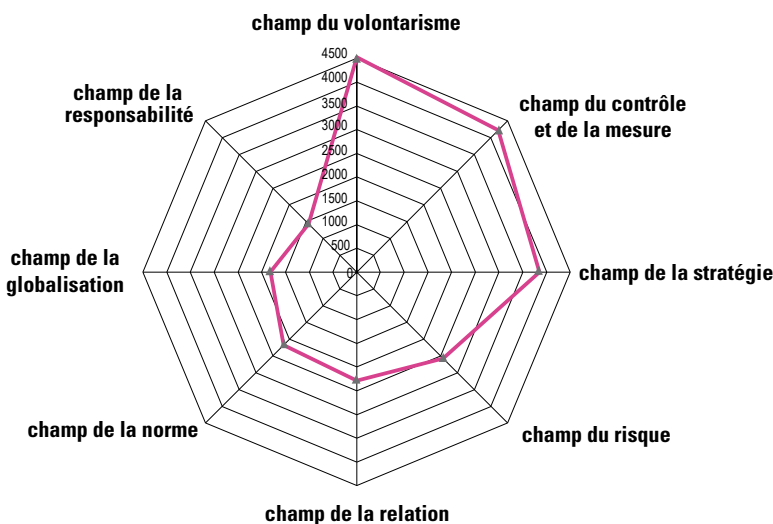 champ du volontarisme
4500
4000
3500
3000
2500
2000
1500
1000
500
0
champ de la
responsabilité
champ du contrôle
et de la mesure
champ de la
globalisation
champ de la stratégie
champ de la norme
champ du risque
champ de la relation